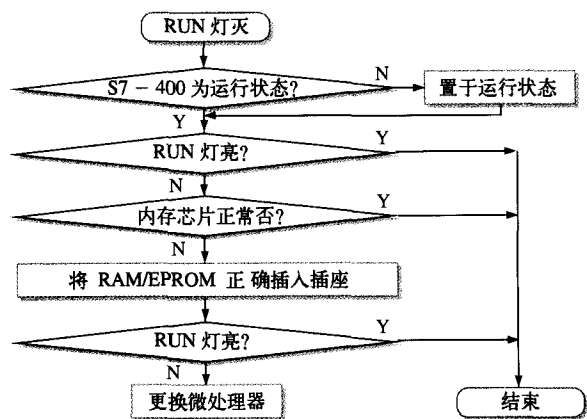 RUN 灯灭
S7-400 为运行状态?
N
置于运行状态
Y
RUN 灯亮?
Y
N
内存芯片正常否?
Y
N
将 RAM/EPROM 正 确插入插座
RUN 灯亮?
Y
N
更换微处理器
结束